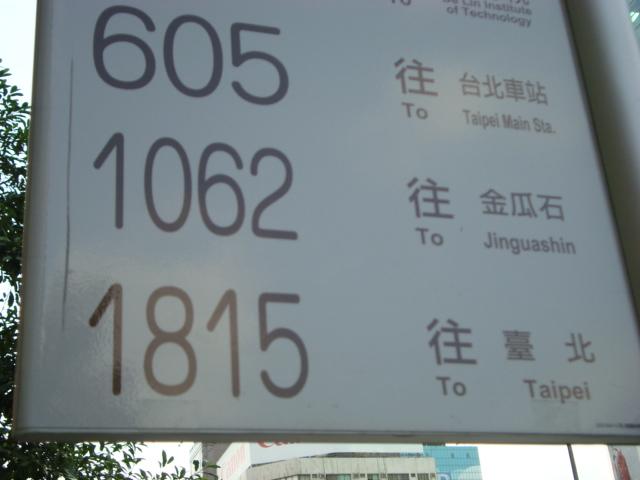 To
of Technology
605 往 台北車站
To Taipei Main Sta.
1062 往 金瓜石
To Jinguashin
1815 往 臺北
To Taipei